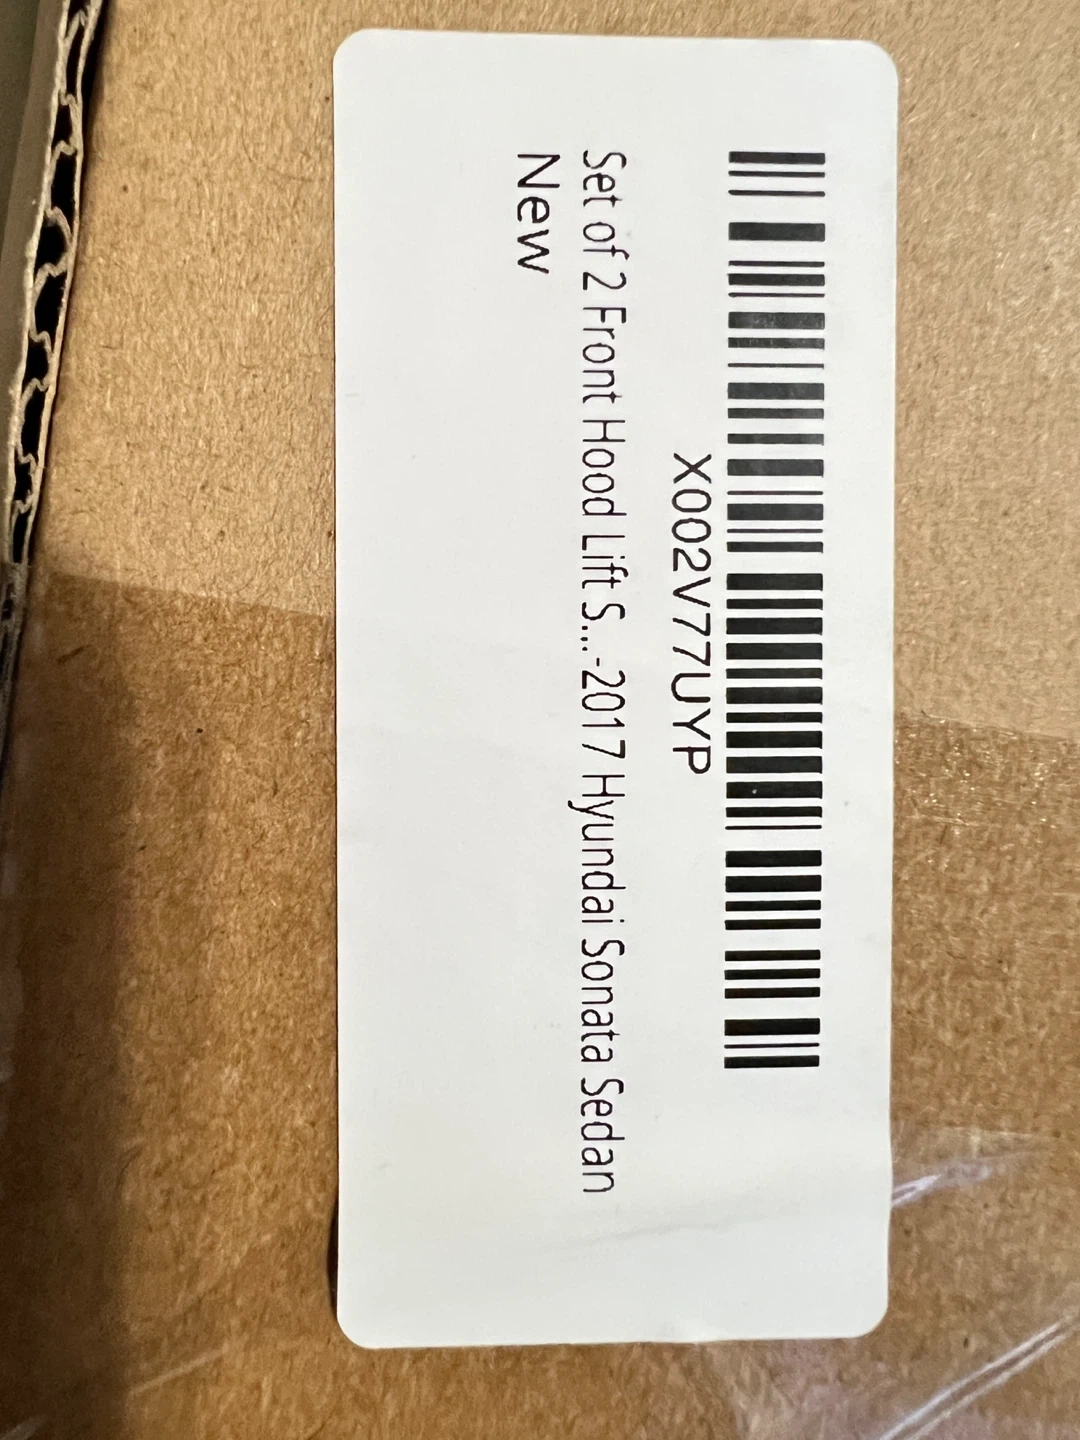 X002V77UYP
Set of 2 Front Hood Lift S...-2017 Hyundai Sonata Sedan
New